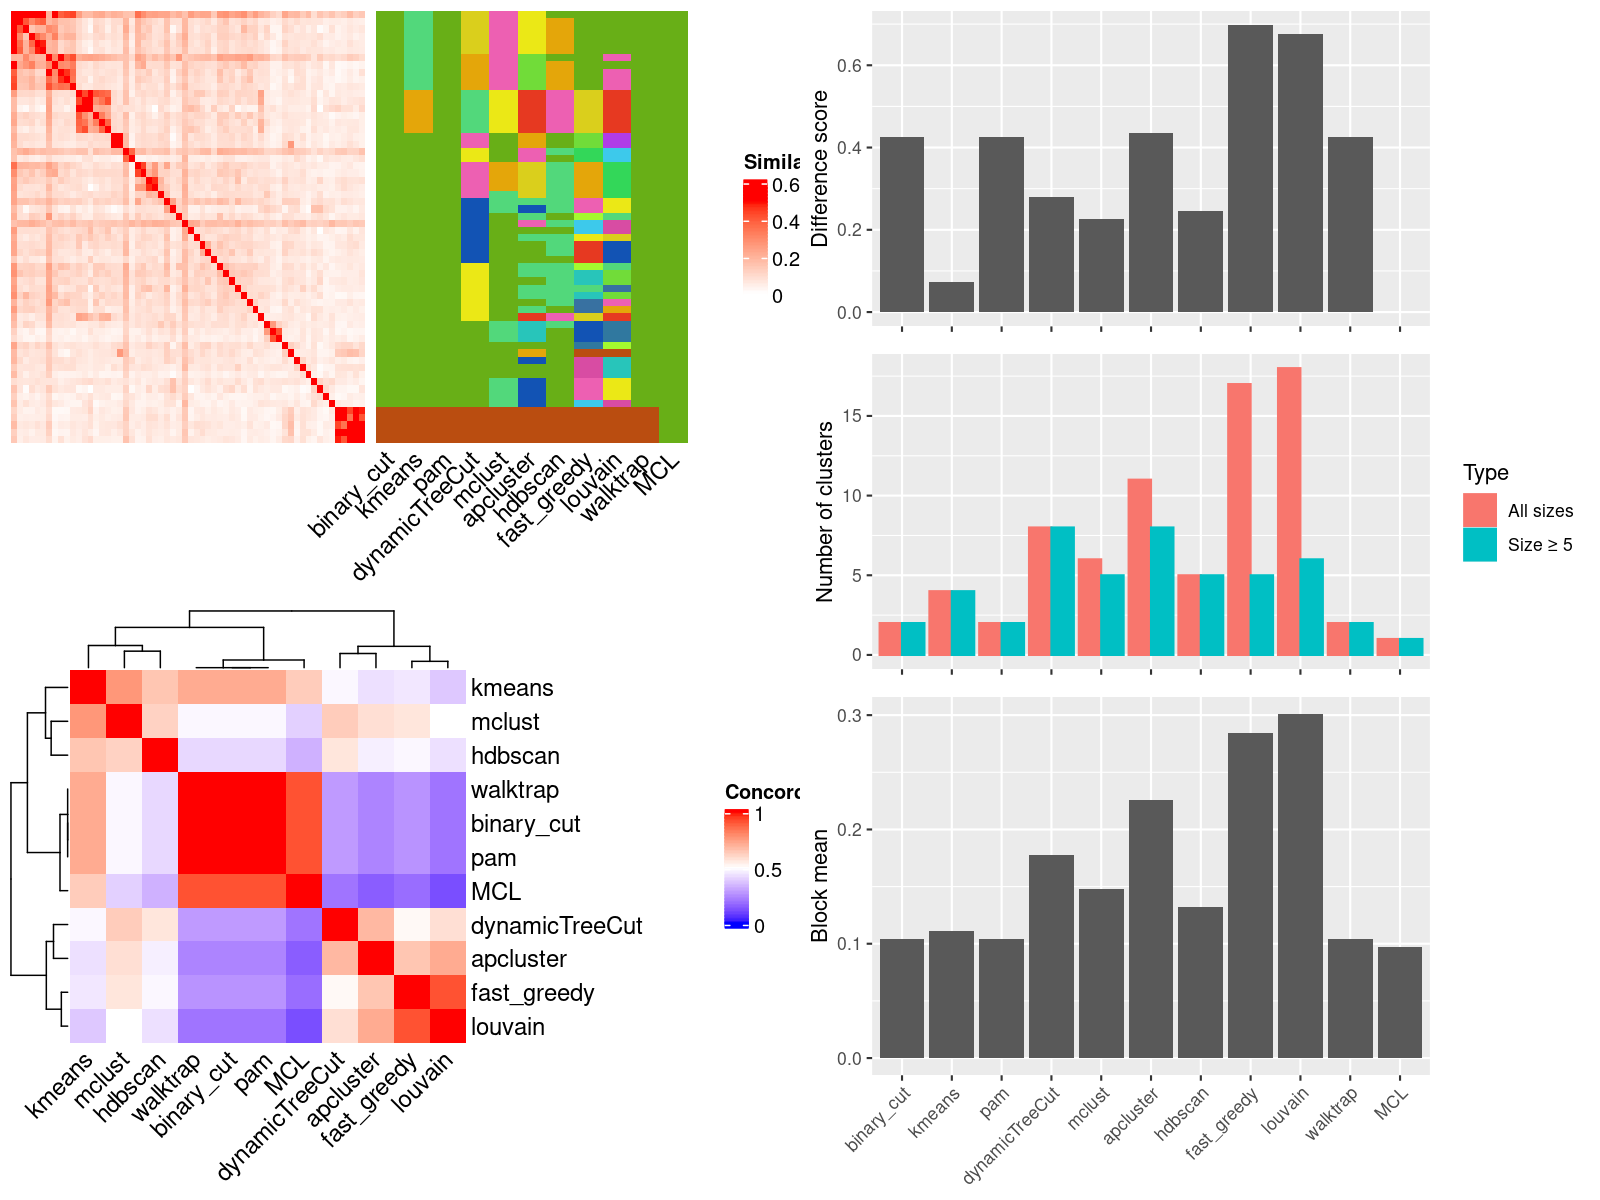 Simila
0.6
0.4
0.2
0
binary_cut
kmeans
pam
dynamicTreeCut
mclust
apcluster
hdbscan
fast_greedy
louvain
walktrap
MCL
kmeans
mclust
hdbscan
walktrap
binary_cut
pam
MCL
dynamicTreeCut
apcluster
fast_greedy
louvain
kmeans
mclust
hdbscan
walktrap
binary_cut
pam
MCL
dynamicTreeCut
apcluster
fast_greedy
louvain
Concord
1
0.5
0
Difference score
0.6
0.4
0.2
0.0
Number of clusters
15
10
5
0
Type
All sizes
Size ≥ 5
Block mean
0.3
0.2
0.1
0.0
binary_cut
kmeans
pam
dynamicTreeCut
mclust
apcluster
hdbscan
fast_greedy
louvain
walktrap
MCL